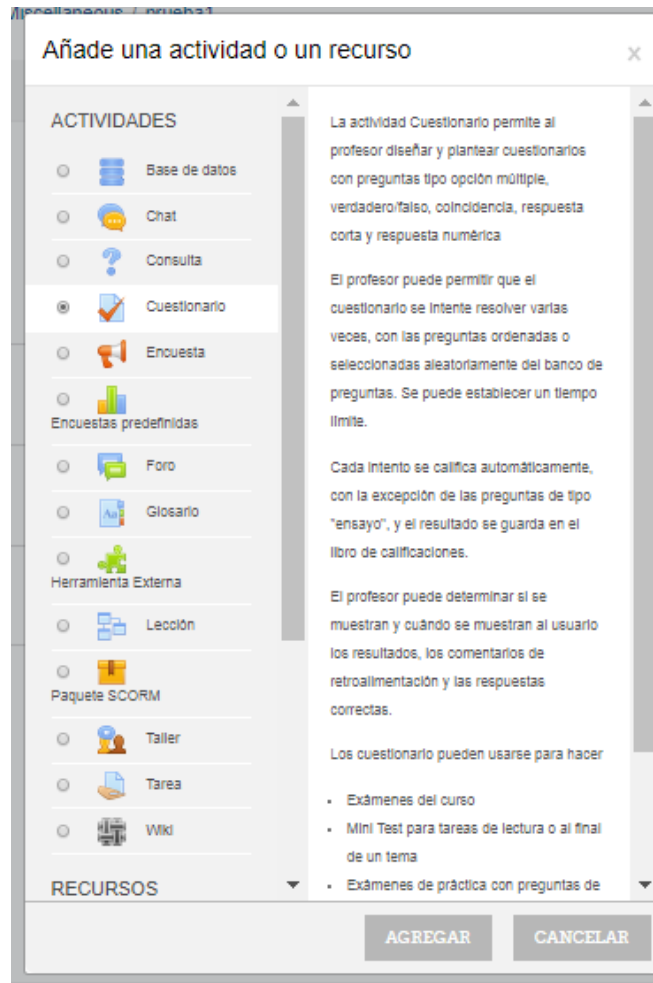 Miscellaneous / prueba1
Añade una actividad o un recurso
×
ACTIVIDADES
Base de datos
Chat
Consulta
Cuestionario
Encuesta
Encuestas predefinidas
Foro
Glosario
Herramienta Externa
Lección
Paquete SCORM
Taller
Tarea
Wiki
RECURSOS
La actividad Cuestionario permite al
profesor diseñar y plantear cuestionarios
con preguntas tipo opción múltiple,
verdadero/falso, coincidencia, respuesta
corta y respuesta numérica
El profesor puede permitir que el
cuestionario se intente resolver varias
veces, con las preguntas ordenadas o
seleccionadas aleatoriamente del banco de
preguntas. Se puede establecer un tiempo
límite.
Cada intento se califica automáticamente,
con la excepción de las preguntas de tipo
"ensayo", y el resultado se guarda en el
libro de calificaciones.
El profesor puede determinar si se
muestran y cuándo se muestran al usuario
los resultados, los comentarios de
retroalimentación y las respuestas
correctas.
Los cuestionario pueden usarse para hacer
• Exámenes del curso
• Mini Test para tareas de lectura o al final
de un tema
• Exámenes de práctica con preguntas de
AGREGAR
CANCELAR